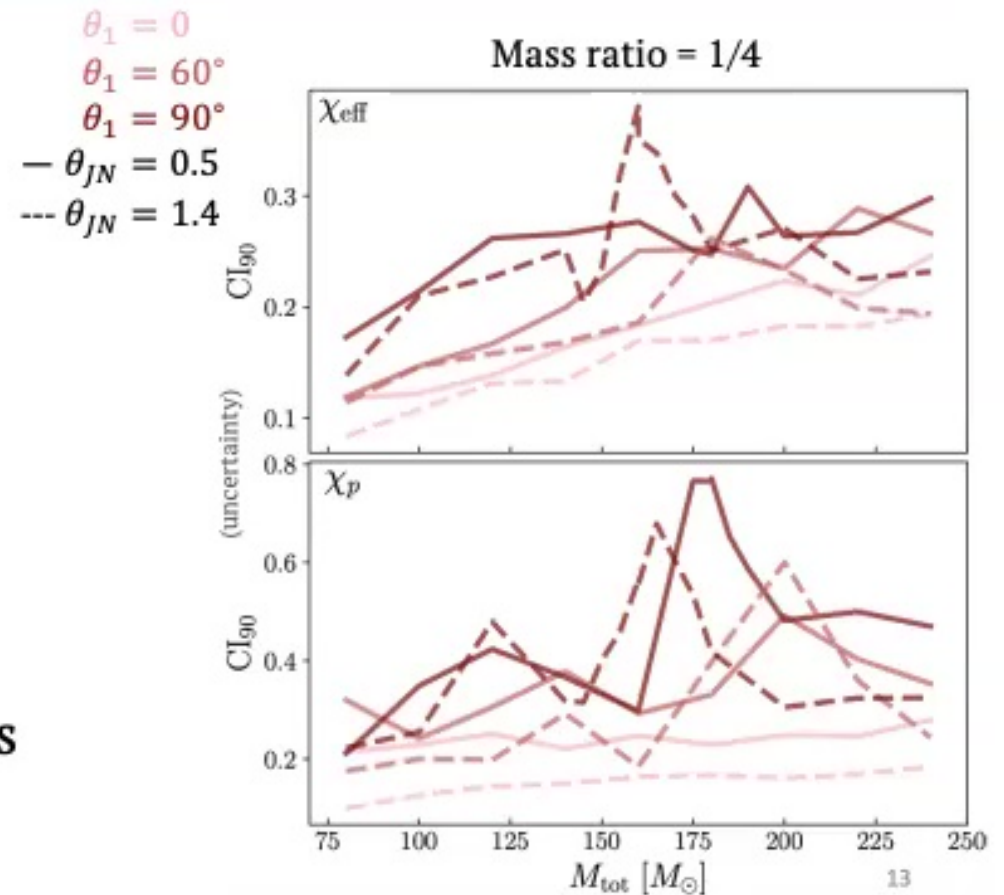 θ₁ = 0
θ₁ = 60°
θ₁ = 90°
— θ_JN = 0.5
--- θ_JN = 1.4
Mass ratio = 1/4
χeff
0.3
0.2
0.1
CI₉₀
(uncertainty)
χₚ
0.8
0.6
0.4
0.2
CI₉₀
s
75 100 125 150 175 200 225 250
M_tot [M_⊙]
13